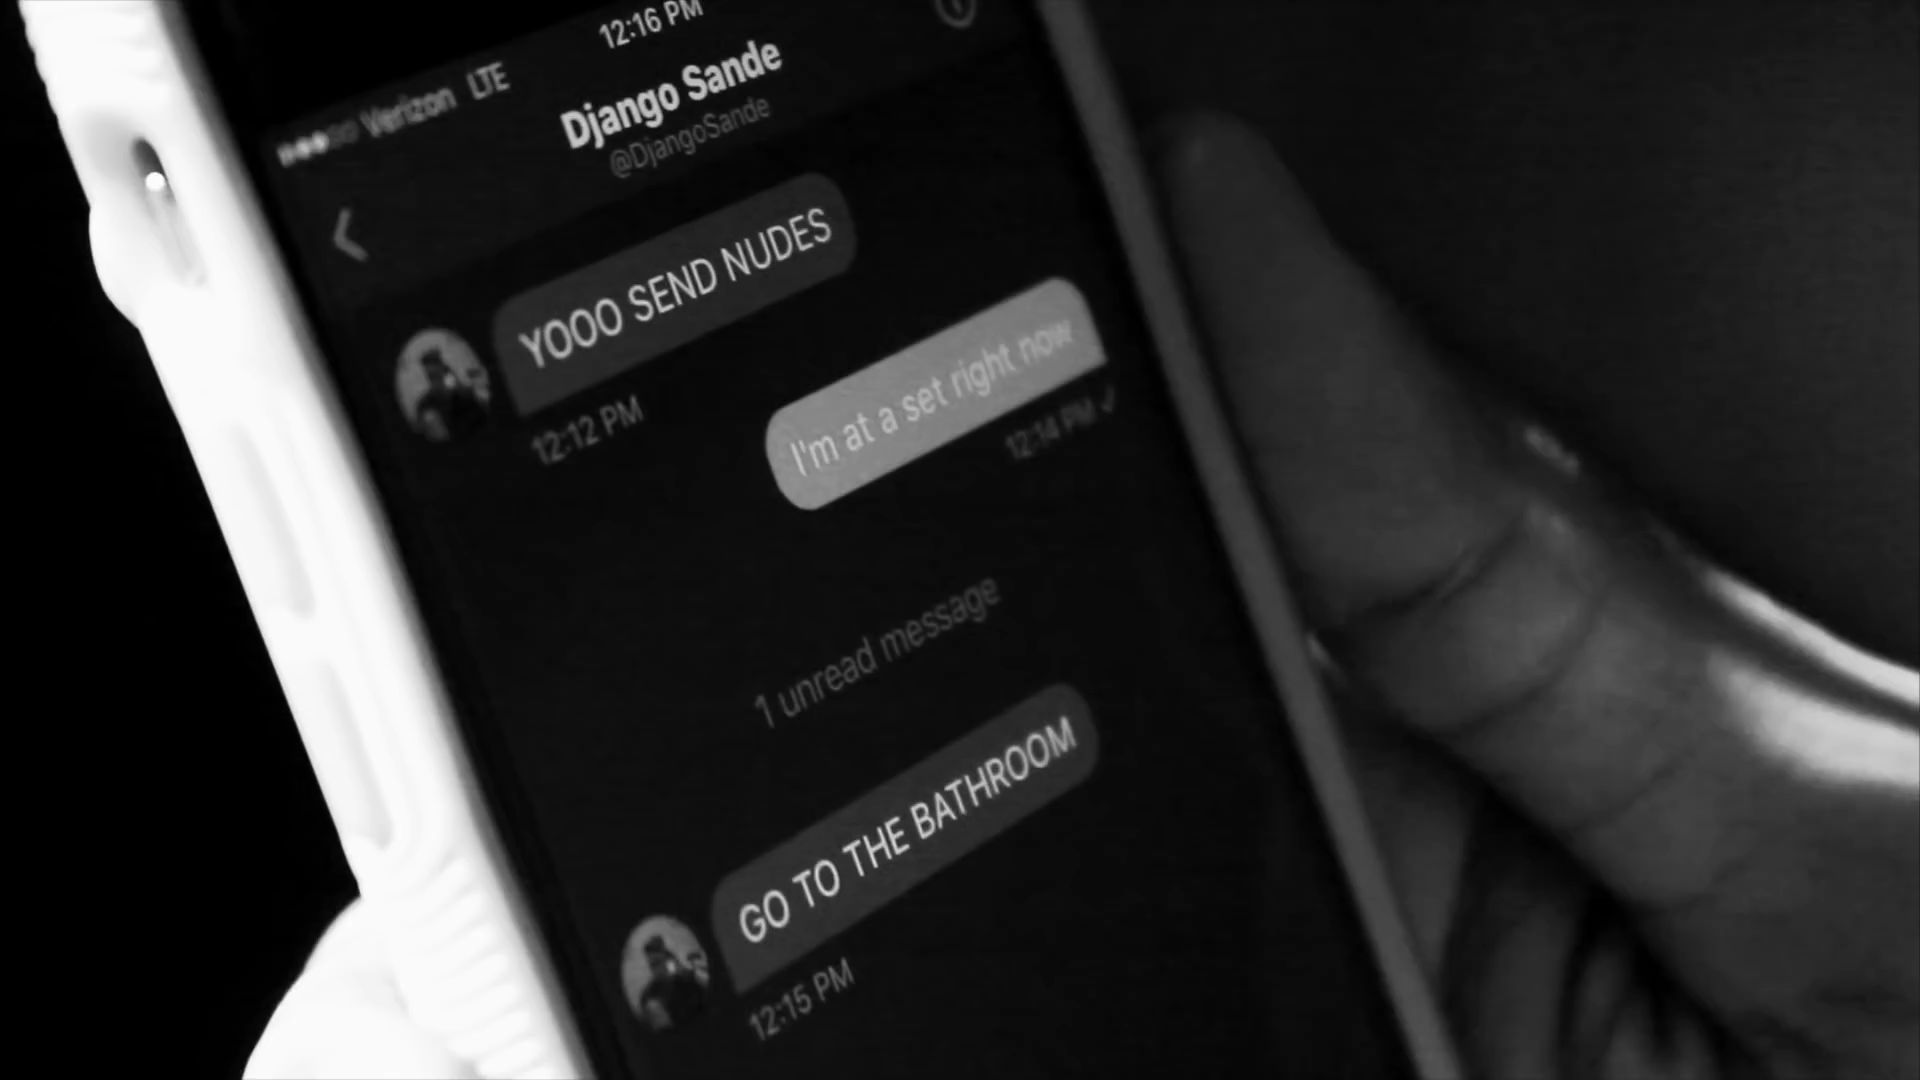 12:16 PM
Verizon LTE
Django Sande
@DjangoSande
YOOO SEND NUDES
12:12 PM
I'm at a set right now
12:14 PM ✓
1 unread message
GO TO THE BATHROOM
12:15 PM